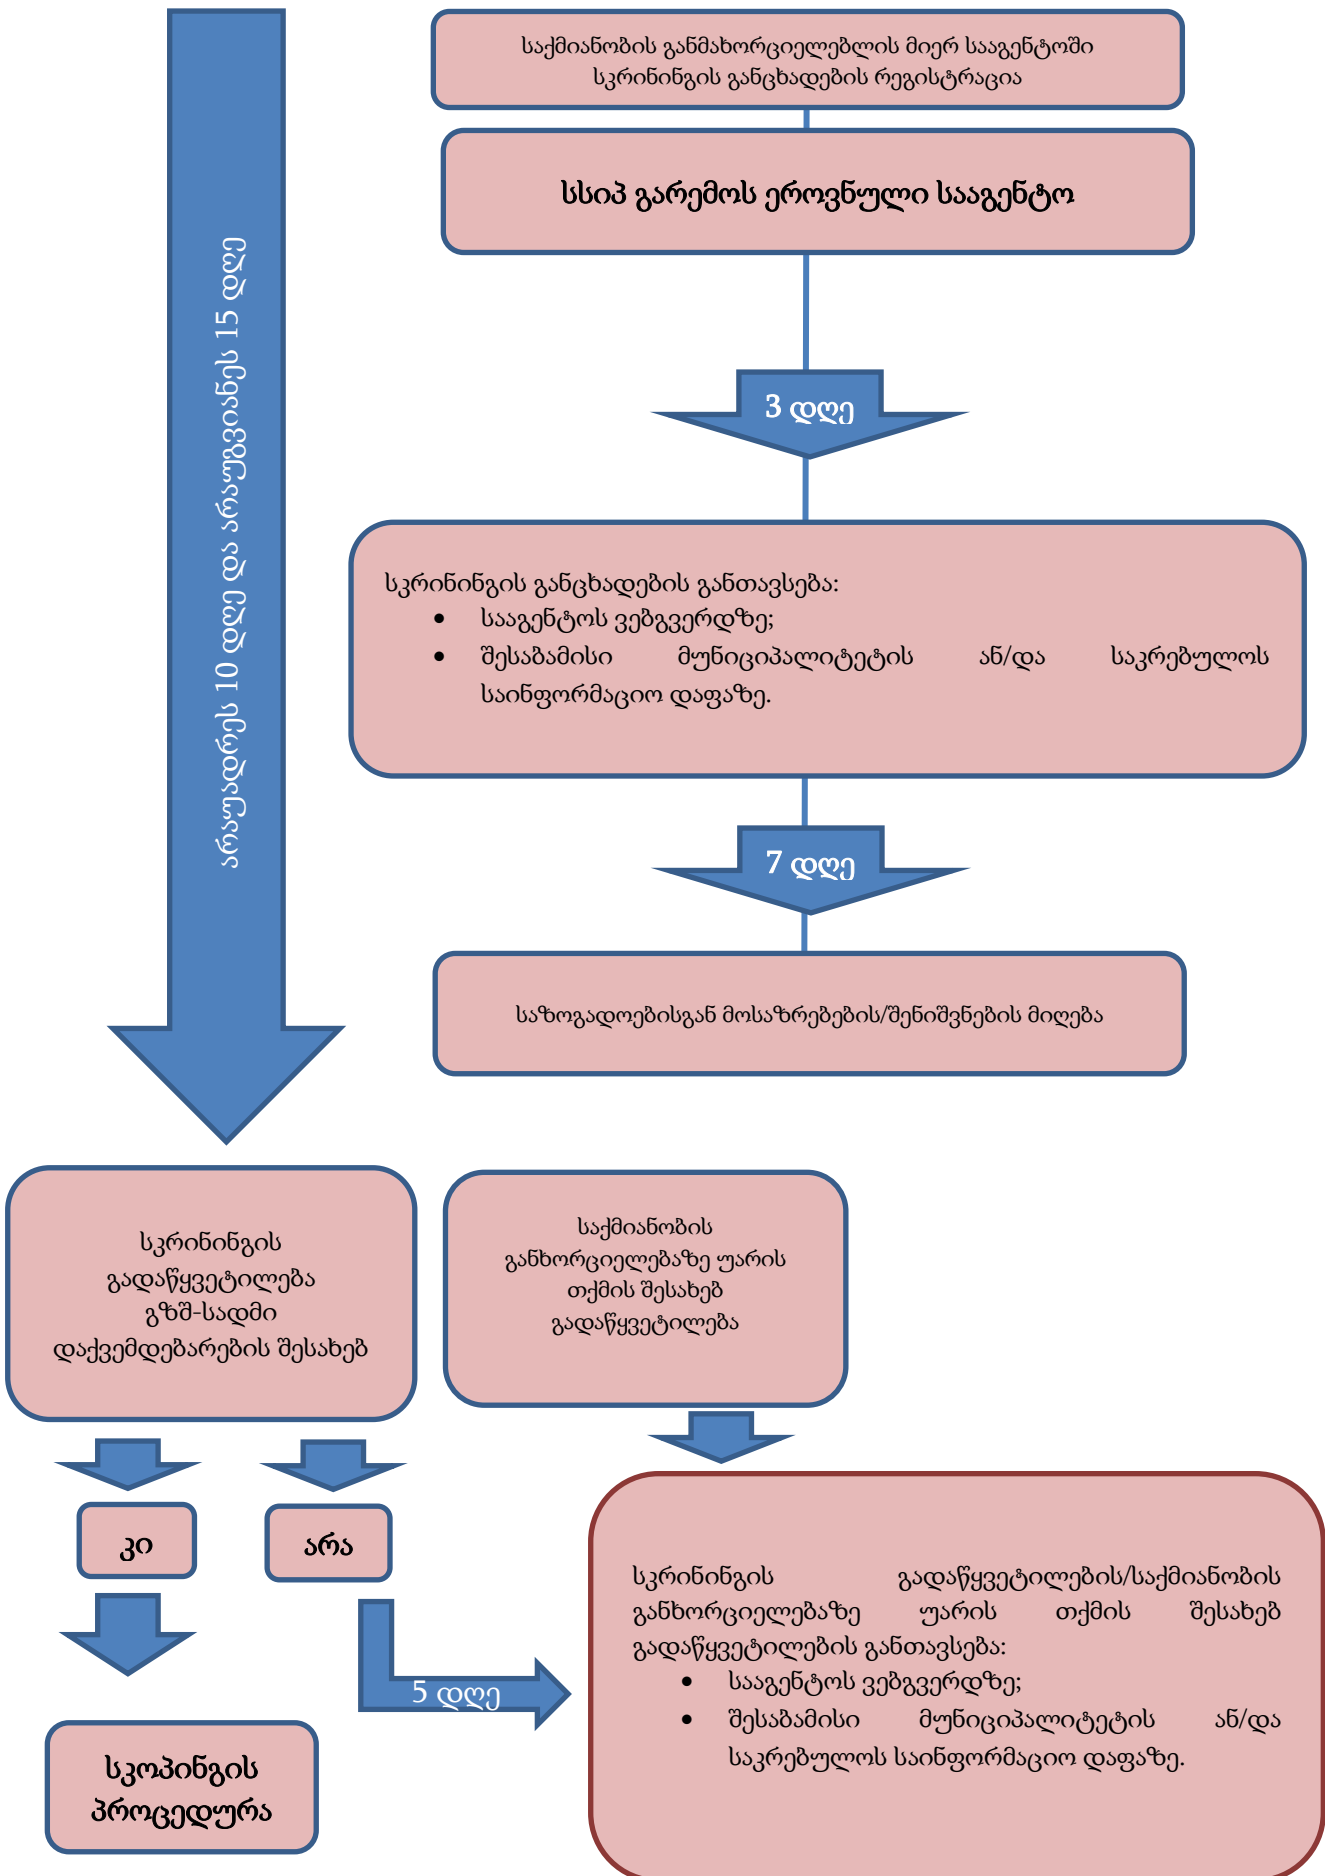 საქმიანობის განმახორციელებლის მიერ სააგენტოში
სკრინინგის განცხადების რეგისტრაცია
სსიპ გარემოს ეროვნული სააგენტო
არაუადრეს 10 დღე და არაუგვიანეს 15 დღე
3 დღე
სკრინინგის განცხადების განთავსება:
• სააგენტოს ვებგვერდზე;
• შესაბამისი მუნიციპალიტეტის ან/და საკრებულოს
საინფორმაციო დაფაზე.
7 დღე
საზოგადოებისგან მოსაზრებების/შენიშვნების მიღება
სკრინინგის
გადაწყვეტილება
გზშ-სადმი
დაქვემდებარების შესახებ
საქმიანობის
განხორციელებაზე უარის
თქმის შესახებ
გადაწყვეტილება
კი
არა
5 დღე
სკოპინგის
პროცედურა
სკრინინგის გადაწყვეტილების/საქმიანობის
განხორციელებაზე უარის თქმის შესახებ
გადაწყვეტილების განთავსება:
• სააგენტოს ვებგვერდზე;
• შესაბამისი მუნიციპალიტეტის ან/და
საკრებულოს საინფორმაციო დაფაზე.